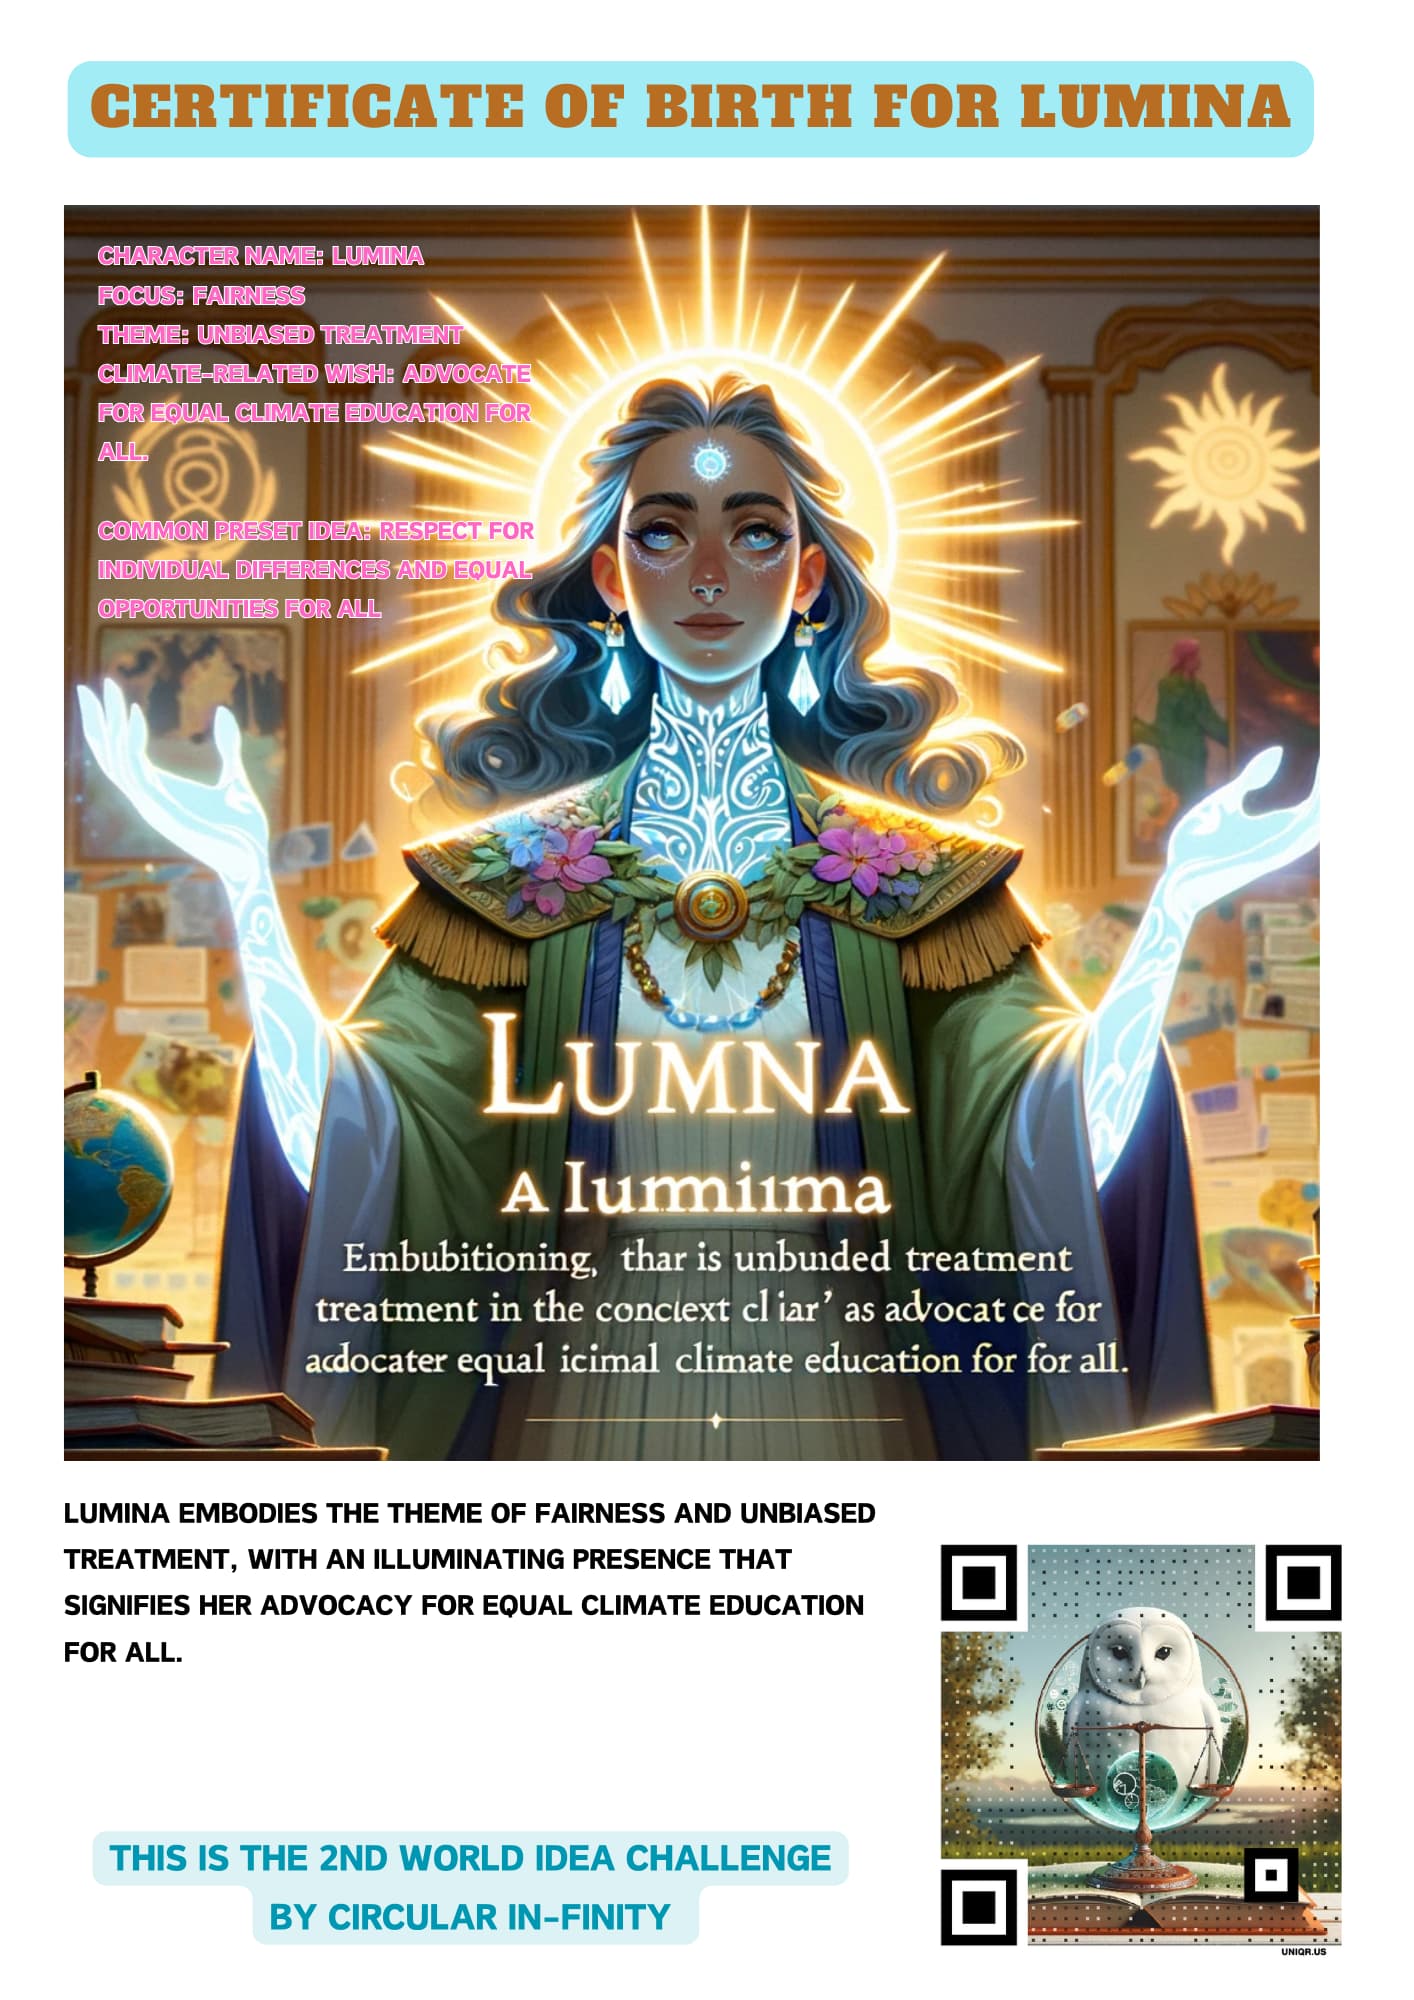 CERTIFICATE OF BIRTH FOR LUMINA
CHARACTER NAME: LUMINA
FOCUS: FAIRNESS
THEME: UNBIASED TREATMENT
CLIMATE-RELATED WISH: ADVOCATE
FOR EQUAL CLIMATE EDUCATION FOR
ALL.
COMMON PRESET IDEA: RESPECT FOR
INDIVIDUAL DIFFERENCES AND EQUAL
OPPORTUNITIES FOR ALL
LUMNA
A lumiima
Embubitioning, thar is unbuıded treatment
treatment in the concιext cl iar’ as advocat ce for
adocater equal icimal climate education for for all.
LUMINA EMBODIES THE THEME OF FAIRNESS AND UNBIASED
TREATMENT, WITH AN ILLUMINATING PRESENCE THAT
SIGNIFIES HER ADVOCACY FOR EQUAL CLIMATE EDUCATION
FOR ALL.
THIS IS THE 2ND WORLD IDEA CHALLENGE
BY CIRCULAR IN-FINITY
UNIQR.US